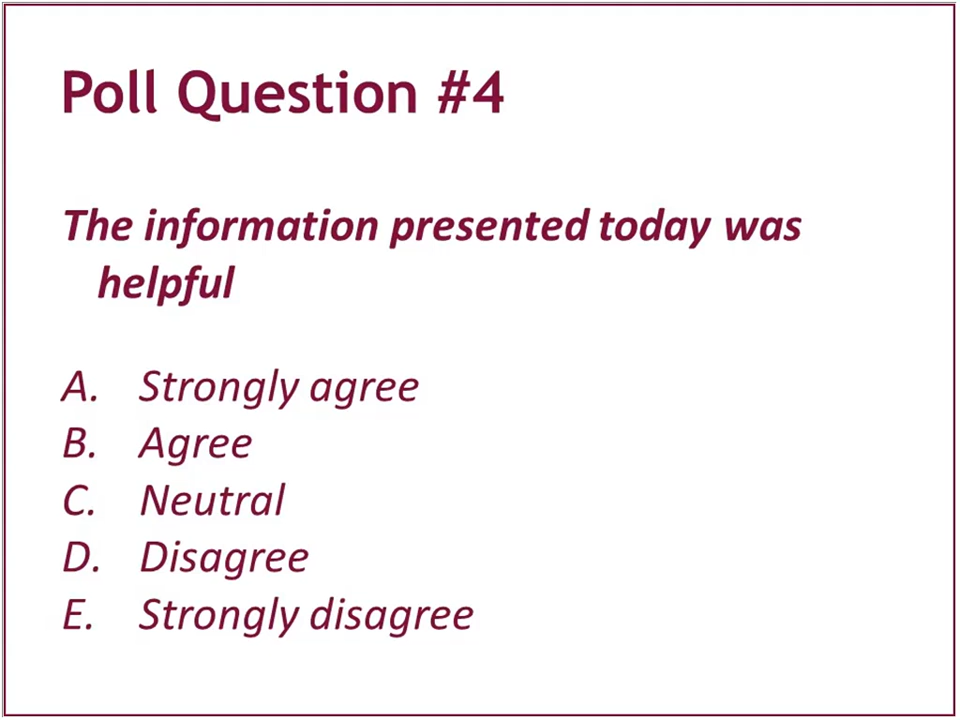 Poll Question #4
The information presented today was
helpful
A. Strongly agree
B. Agree
C. Neutral
D. Disagree
E. Strongly disagree